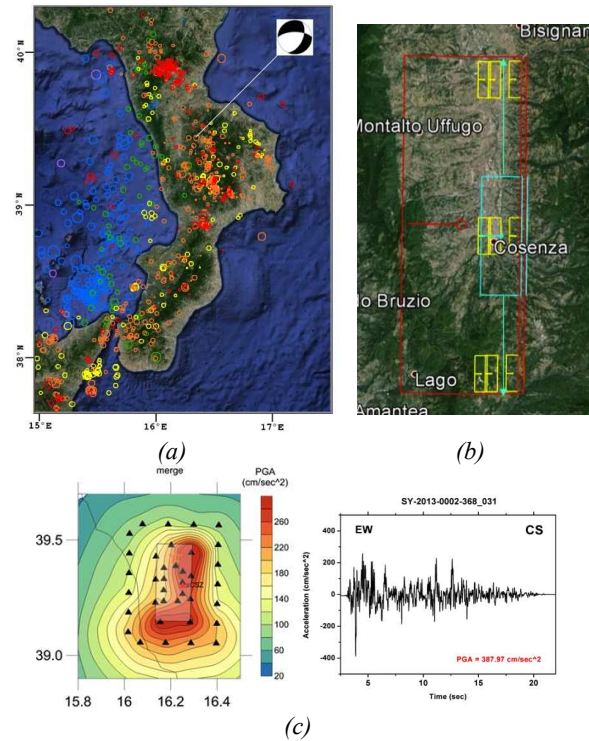 40°N
39°N
38°N
15°E
16°E
17°E
(a)
Bisignan
Montalto Uffugo
Cosenza
No Bruzio
Lago
Amantea
(b)
merge
PGA
(cm/sec^2)
39.5
39.0
15.8
16
16.2
16.4
260
220
180
140
100
60
20
SY-2013-0002-368_031
EW
CS
Acceleration (cm/sec^2)
400
200
0
-200
-400
PGA = 387.97 cm/sec^2
5
10
15
20
Time (sec)
(c)